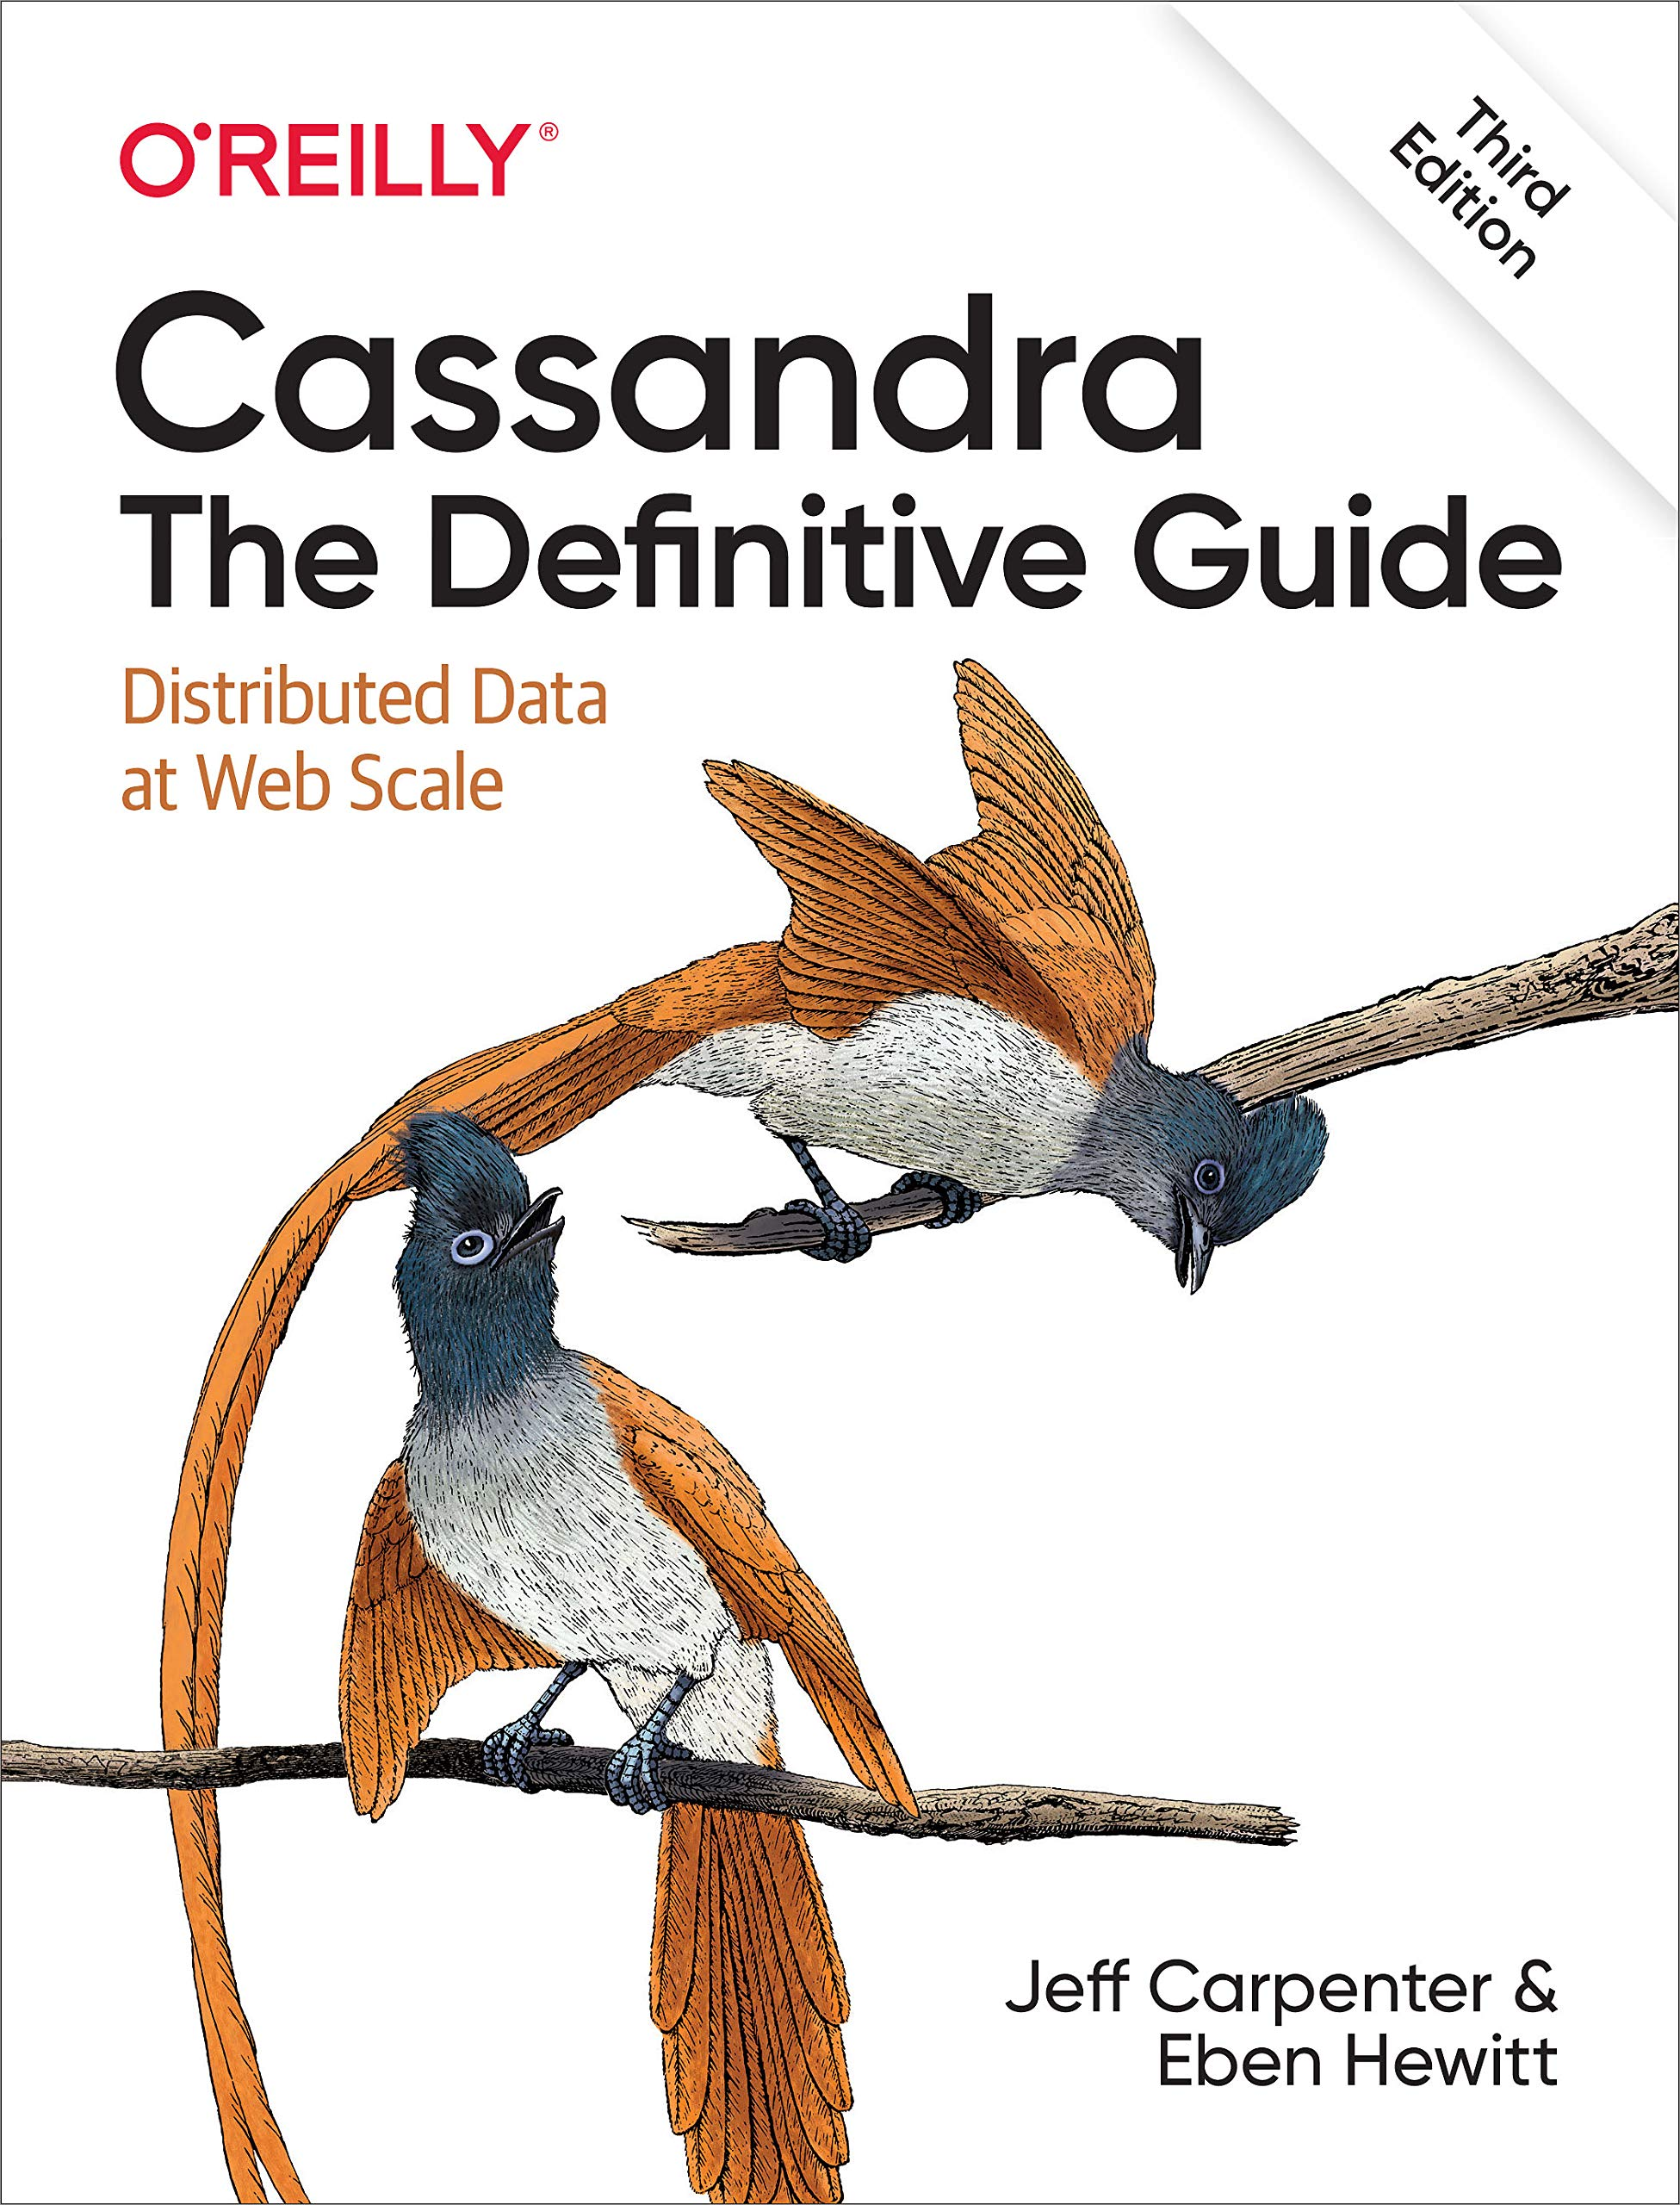 O'REILLY®
Third
Edition
Cassandra
The Definitive Guide
Distributed Data
at Web Scale
Jeff Carpenter &
Eben Hewitt